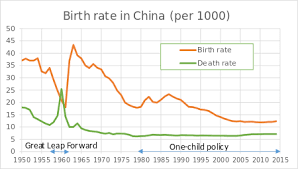 Birth rate in China (per 1000)
50
45
40
35
30
25
20
15
10
5
0
Birth rate
Death rate
Great Leap Forward
One-child policy
1950 1955 1960 1965 1970 1975 1980 1985 1990 1995 2000 2005 2010 2015